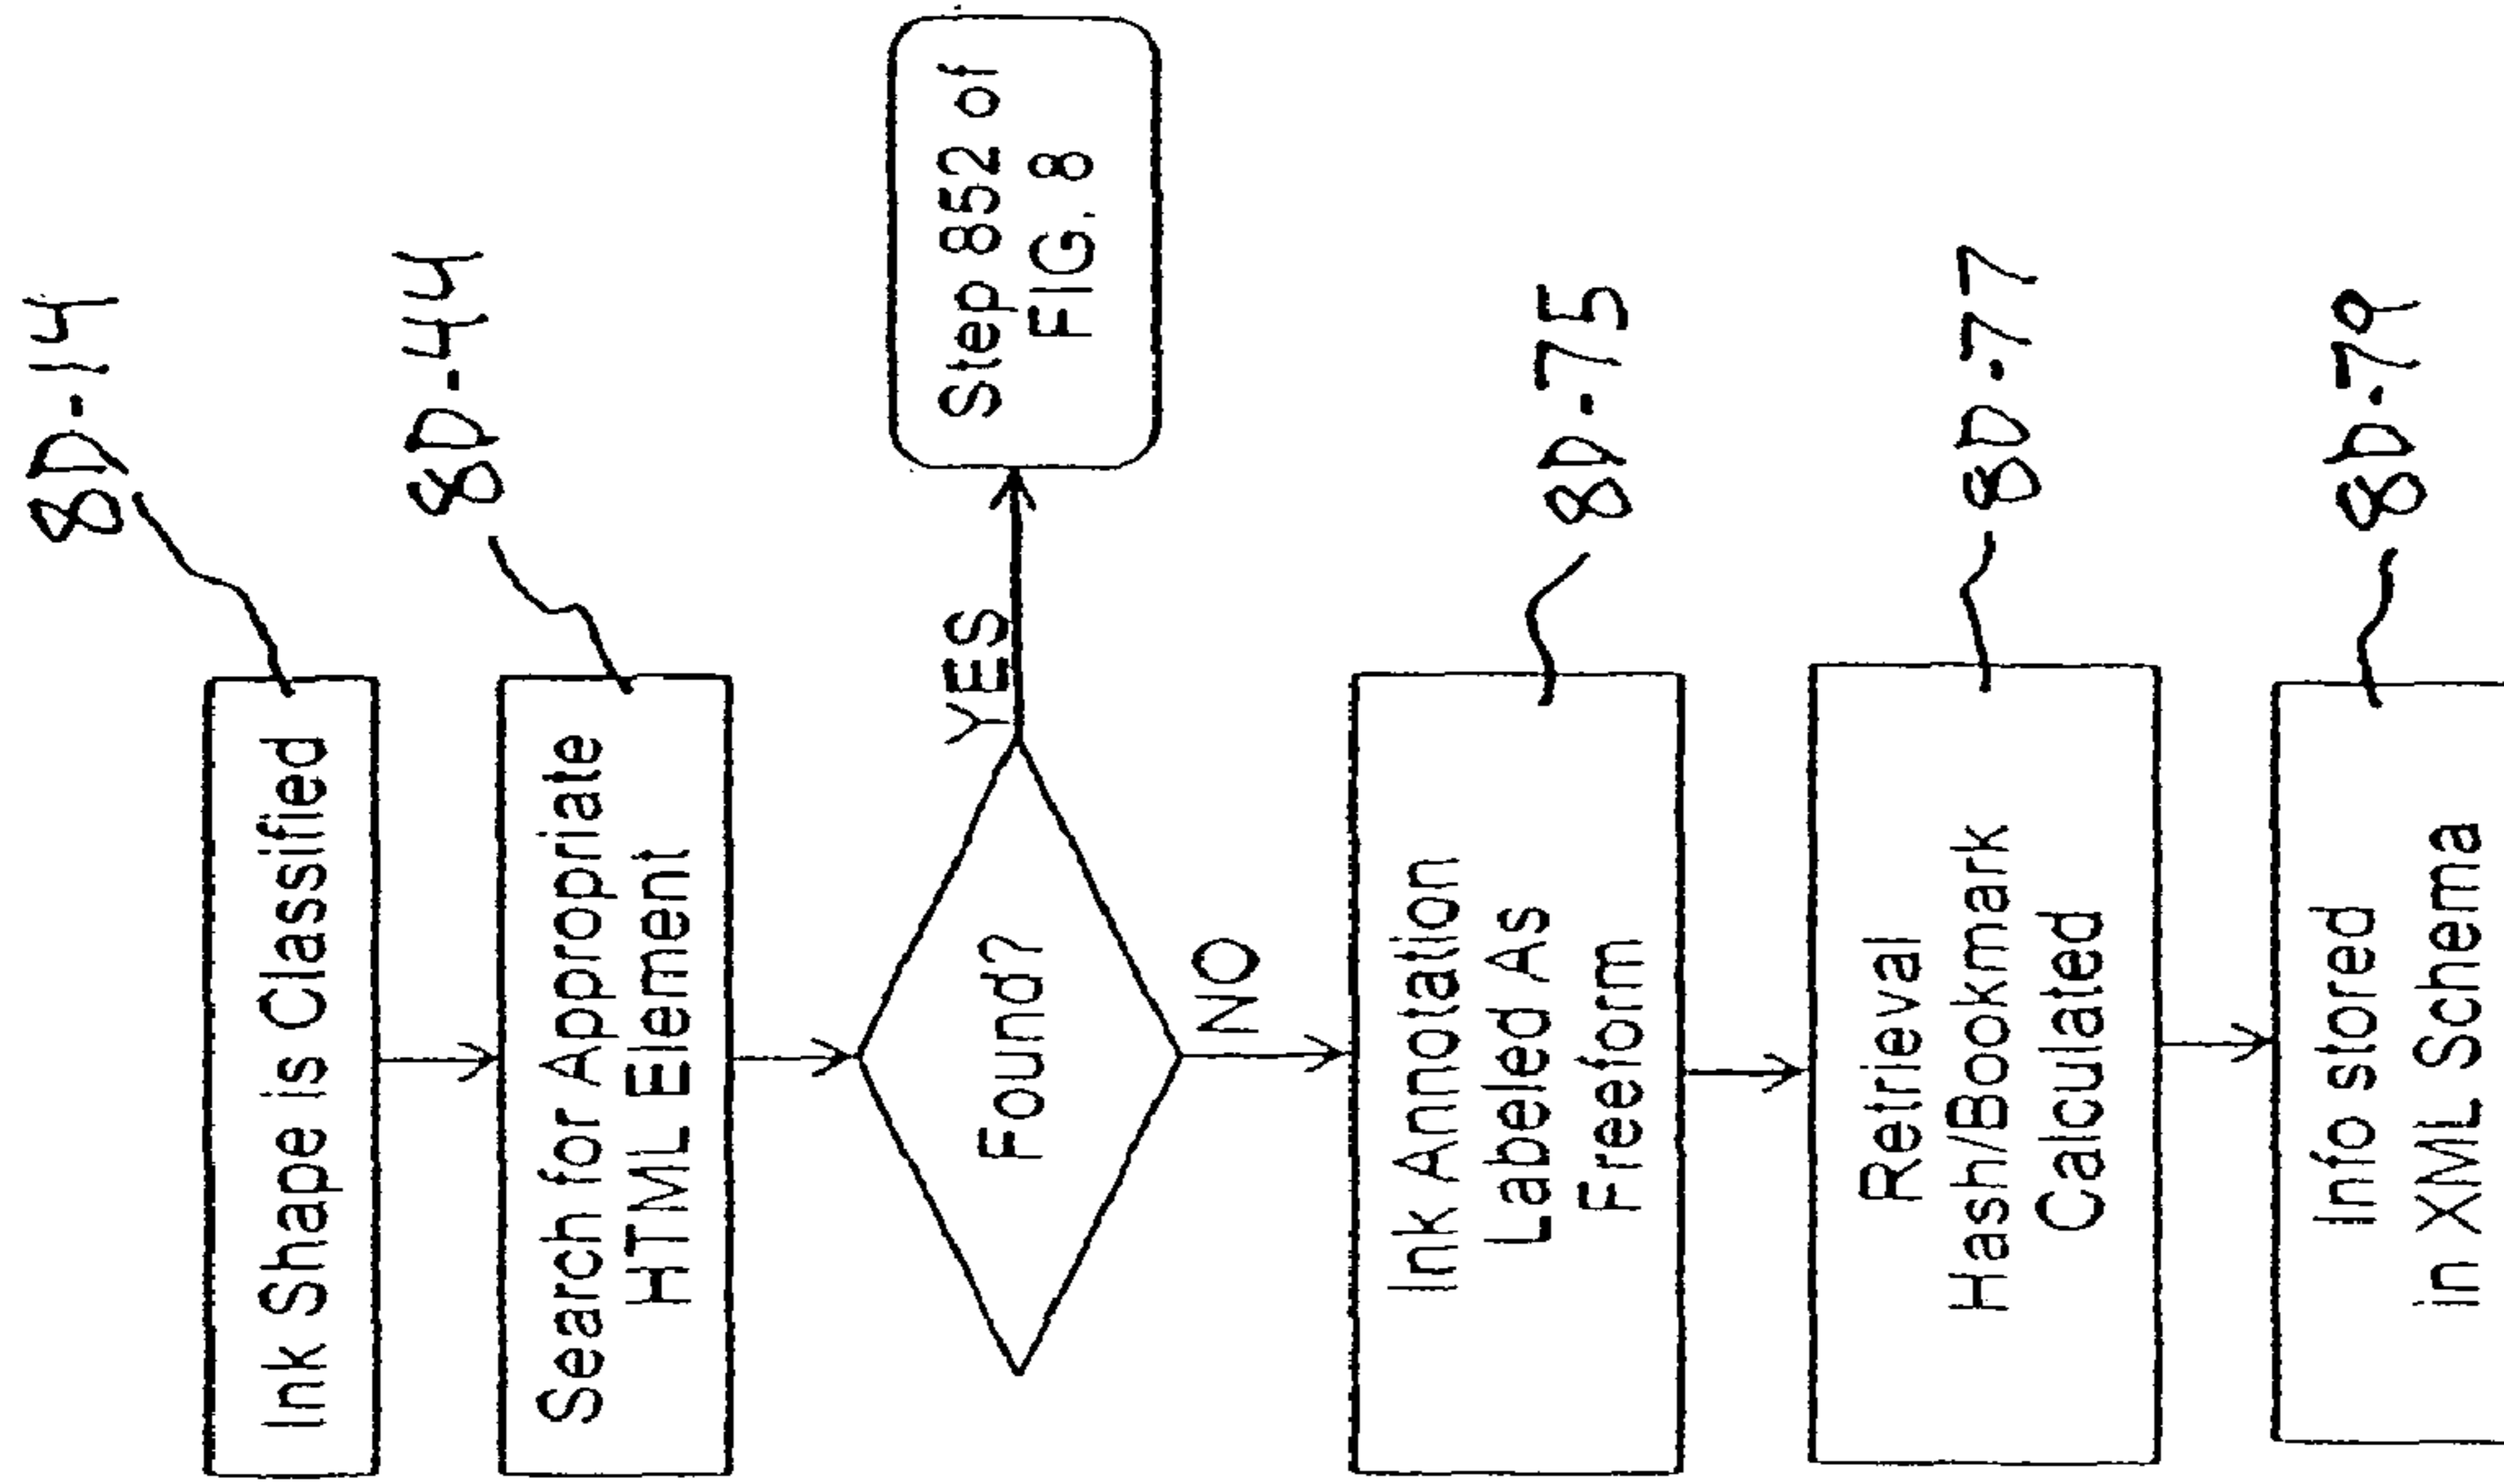 8D-14
Ink Shape is Classified
8D-44
Search for Appropriate
HTML Element
Found?
YES
Step 852 of
FIG. 8
NO
8D-75
Ink Annotation
Labeled As
Freeform
8D-77
Retrieval
Hash/Bookmark
Calculated
8D-79
Info stored
in XML Schema